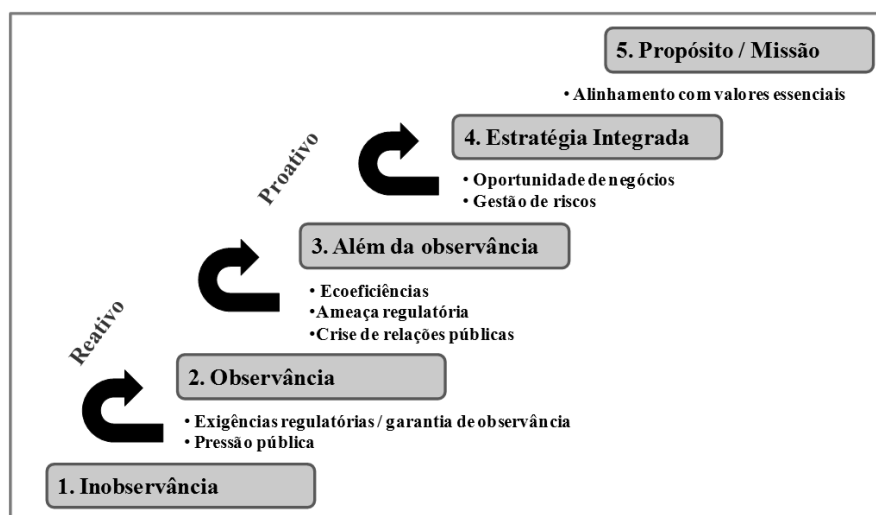 5. Propósito / Missão
• Alinhamento com valores essenciais
4. Estratégia Integrada
• Oportunidade de negócios
• Gestão de riscos
Proativo
3. Além da observância
• Ecoeficiências
• Ameaça regulatória
• Crise de relações públicas
Reativo
2. Observância
• Exigências regulatórias / garantia de observância
• Pressão pública
1. Inobservância